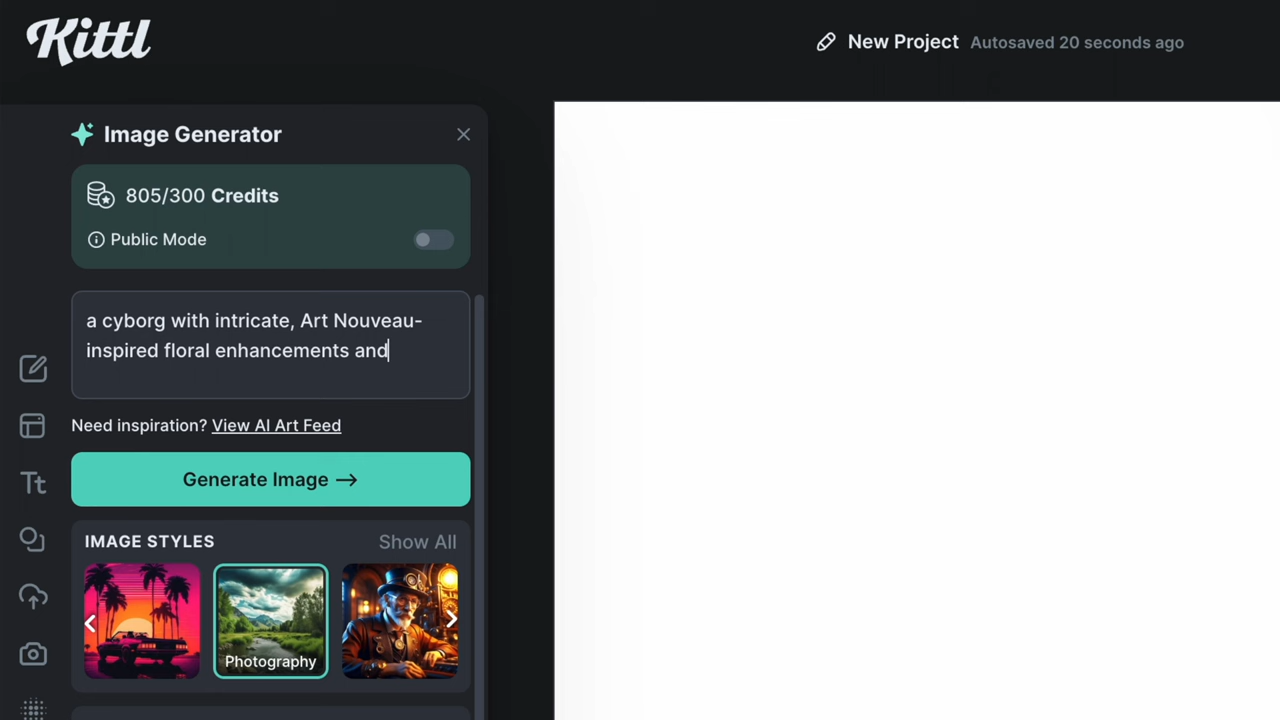 Kittl
New Project Autosaved 20 seconds ago
Image Generator
805/300 Credits
Public Mode
a cyborg with intricate, Art Nouveau-
inspired floral enhancements and
Need inspiration? View AI Art Feed
Generate Image →
Tt
IMAGE STYLES Show All
Photography